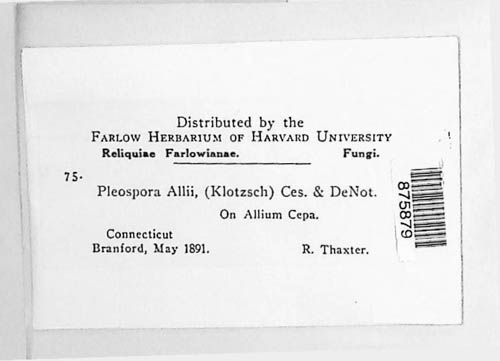 Distributed by the
FARLOW HERBARIUM OF HARVARD UNIVERSITY
Reliquiae Farlowianae. Fungi.
75.
Pleospora Allii, (Klotzsch) Ces. & DeNot.
On Allium Cepa.
Connecticut
Branford, May 1891. R. Thaxter.
875879